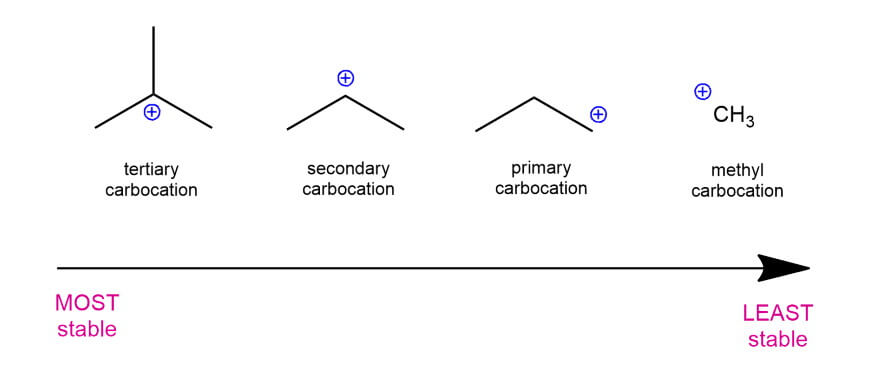 ⊕
⊕
⊕
⊕
CH₃
tertiary
carbocation
secondary
carbocation
primary
carbocation
methyl
carbocation
MOST
stable
LEAST
stable